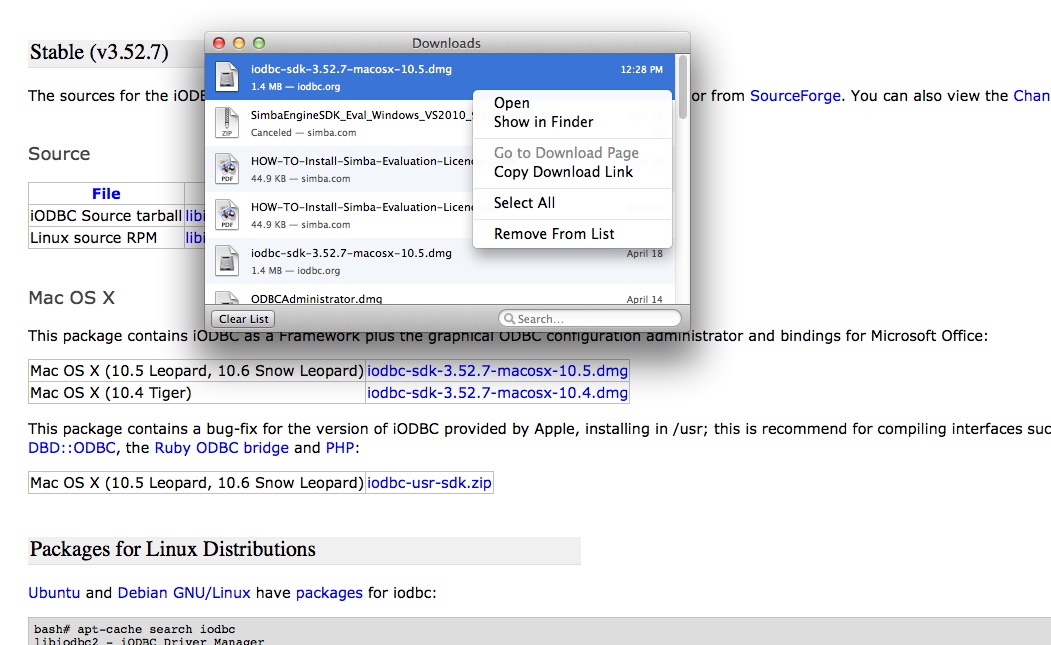 Stable (v3.52.7)
The sources for the iODB
or from SourceForge. You can also view the Chan
Source
File
iODBC Source tarball libi
Linux source RPM libi
Downloads
iodbc-sdk-3.52.7-macosx-10.5.dmg 12:28 PM
1.4 MB — iodbc.org
SimbaEngineSDK_Eval_Windows_VS2010_
ZIP
Canceled — simba.com
HOW-TO-Install-Simba-Evaluation-Licen
PDF
44.9 KB — simba.com
HOW-TO-Install-Simba-Evaluation-Licen
PDF
44.9 KB — simba.com
iodbc-sdk-3.52.7-macosx-10.5.dmg April 18
1.4 MB — iodbc.org
ODBCAdministrator.dmg April 14
Clear List Search...
Open
Show in Finder
Go to Download Page
Copy Download Link
Select All
Remove From List
Mac OS X
This package contains iODBC as a Framework plus the graphical ODBC configuration administrator and bindings for Microsoft Office:
Mac OS X (10.5 Leopard, 10.6 Snow Leopard) iodbc-sdk-3.52.7-macosx-10.5.dmg
Mac OS X (10.4 Tiger) iodbc-sdk-3.52.7-macosx-10.4.dmg
This package contains a bug-fix for the version of iODBC provided by Apple, installing in /usr; this is recommend for compiling interfaces suc
DBD::ODBC, the Ruby ODBC bridge and PHP:
Mac OS X (10.5 Leopard, 10.6 Snow Leopard) iodbc-usr-sdk.zip
Packages for Linux Distributions
Ubuntu and Debian GNU/Linux have packages for iodbc:
bash# apt-cache search iodbc
libiodbc2 - iODBC Driver Manager